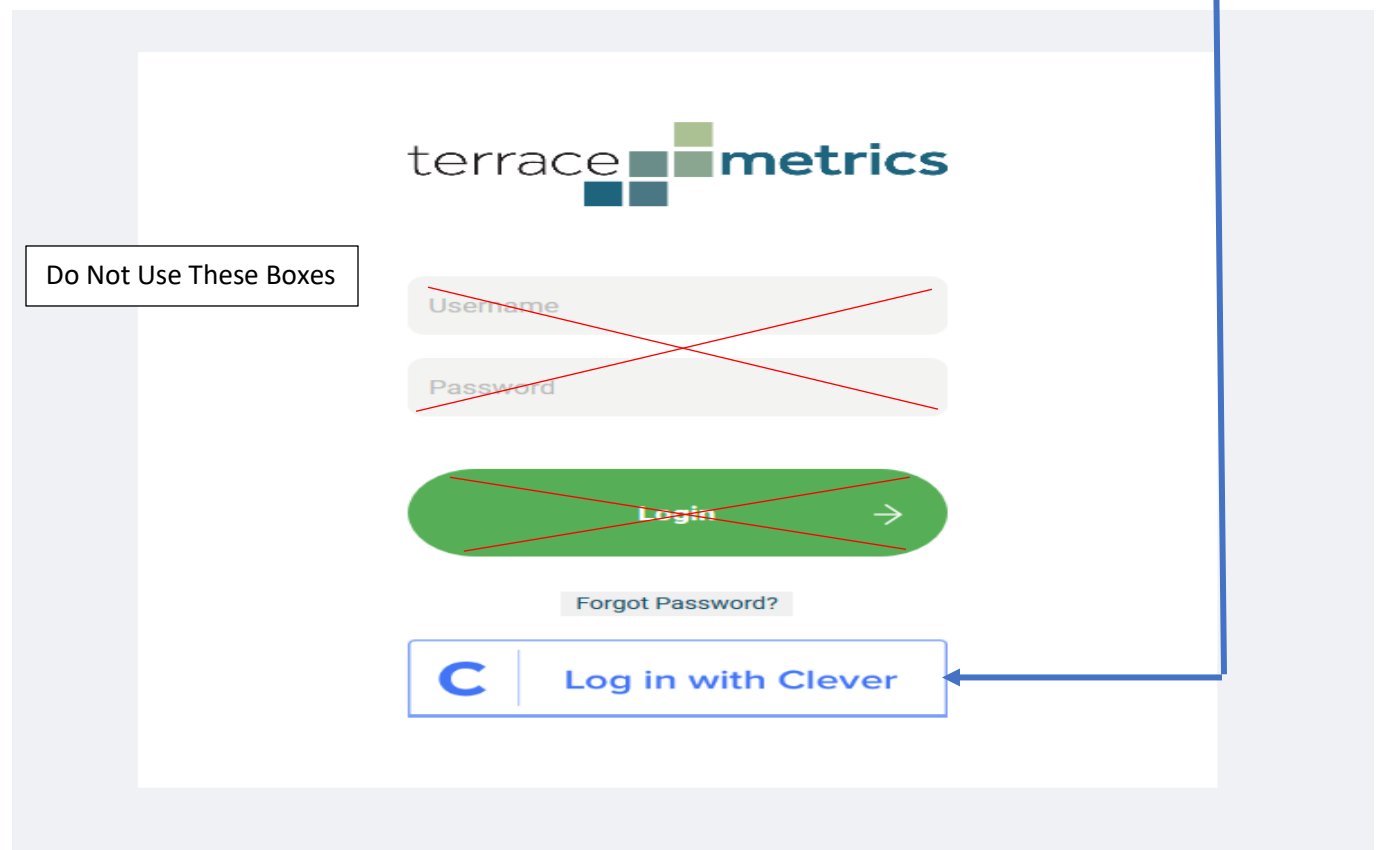 terrace metrics
Do Not Use These Boxes
Username
Password
Login
Forgot Password?
C Log in with Clever